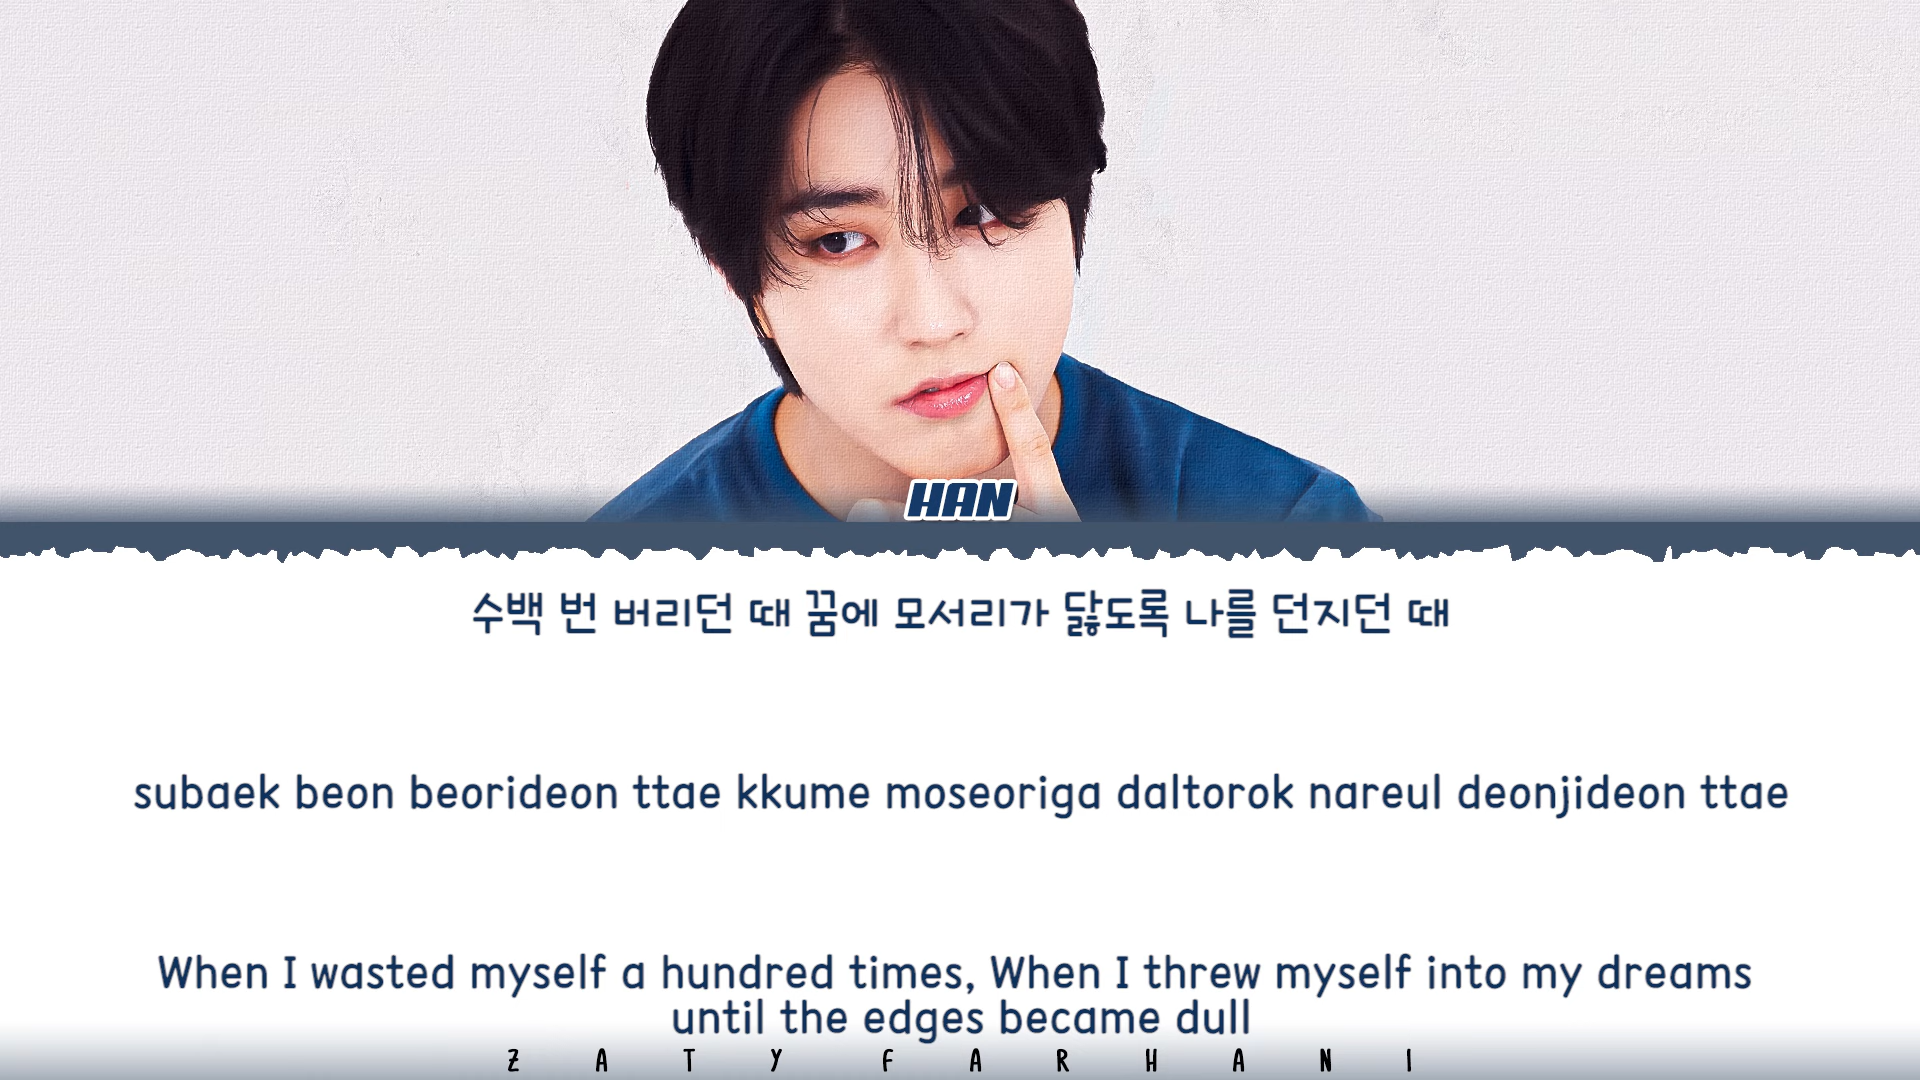 HAN
수백 번 버리던 때 꿈에 모서리가 닳도록 나를 던지던 때
subaek beon beorideon ttae kkume moseoriga daltorok nareul deonjideon ttae
When I wasted myself a hundred times, When I threw myself into my dreams
until the edges became dull
ZATY FARHANI